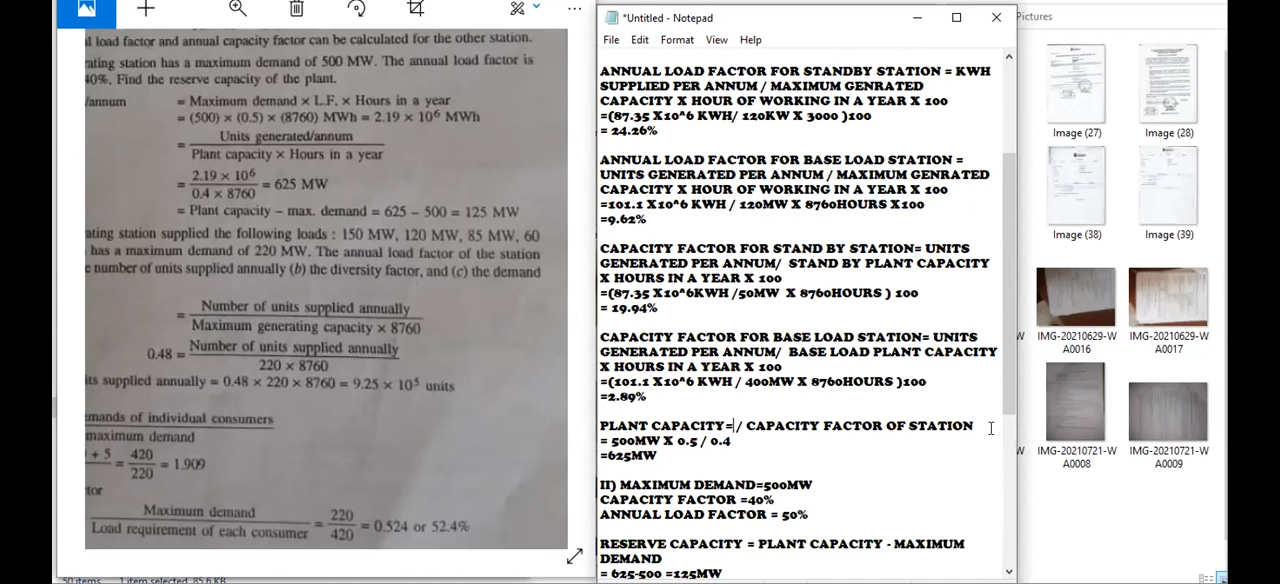 l load factor and annual capacity factor can be calculated for the other station.
ating station has a maximum demand of 500 MW. The annual load factor is
40%. Find the reserve capacity of the plant.
/annum = Maximum demand × L.F. × Hours in a year
= (500) × (0.5) × (8760) MWh = 2.19 × 10⁶ MWh
= Units generated/annum
Plant capacity × Hours in a year
= 2.19 × 10⁶
0.4 × 8760 = 625 MW
= Plant capacity – max. demand = 625 – 500 = 125 MW
ating station supplied the following loads : 150 MW, 120 MW, 85 MW, 60
has a maximum demand of 220 MW. The annual load factor of the station
e number of units supplied annually (b) the diversity factor, and (c) the demand
= Number of units supplied annually
Maximum generating capacity × 8760
0.48 = Number of units supplied annually
220 × 8760
its supplied annually = 0.48 × 220 × 8760 = 9.25 × 10⁵ units
emands of individual consumers
maximum demand
+ 5 = 420 = 1.909
220
tor
Maximum demand = 220 = 0.524 or 52.4%
Load requirement of each consumer 420
50 items 1 item selected 85.6 KB
*Untitled - Notepad
File Edit Format View Help
ANNUAL LOAD FACTOR FOR STANDBY STATION = KWH
SUPPLIED PER ANNUM / MAXIMUM GENRATED
CAPACITY X HOUR OF WORKING IN A YEAR X 100
=(87.35 X10^6 KWH/ 120KW X 3000 )100
= 24.26%
ANNUAL LOAD FACTOR FOR BASE LOAD STATION =
UNITS GENERATED PER ANNUM / MAXIMUM GENRATED
CAPACITY X HOUR OF WORKING IN A YEAR X 100
=101.1 X10^6 KWH / 120MW X 8760HOURS X100
=9.62%
CAPACITY FACTOR FOR STAND BY STATION= UNITS
GENERATED PER ANNUM/ STAND BY PLANT CAPACITY
X HOURS IN A YEAR X 100
=(87.35 X10^6KWH /50MW X 8760HOURS ) 100
= 19.94%
CAPACITY FACTOR FOR BASE LOAD STATION= UNITS
GENERATED PER ANNUM/ BASE LOAD PLANT CAPACITY
X HOURS IN A YEAR X 100
=(101.1 X10^6 KWH / 400MW X 8760HOURS )100
=2.89%
PLANT CAPACITY= / CAPACITY FACTOR OF STATION
= 500MW X 0.5 / 0.4
=625MW
II) MAXIMUM DEMAND=500MW
CAPACITY FACTOR =40%
ANNUAL LOAD FACTOR = 50%
RESERVE CAPACITY = PLANT CAPACITY - MAXIMUM
DEMAND
= 625-500 =125MW
Pictures
Image (27) Image (28)
Image (38) Image (39)
W IMG-20210629-WA0016 IMG-20210629-WA0017
W IMG-20210721-WA0008 IMG-20210721-WA0009